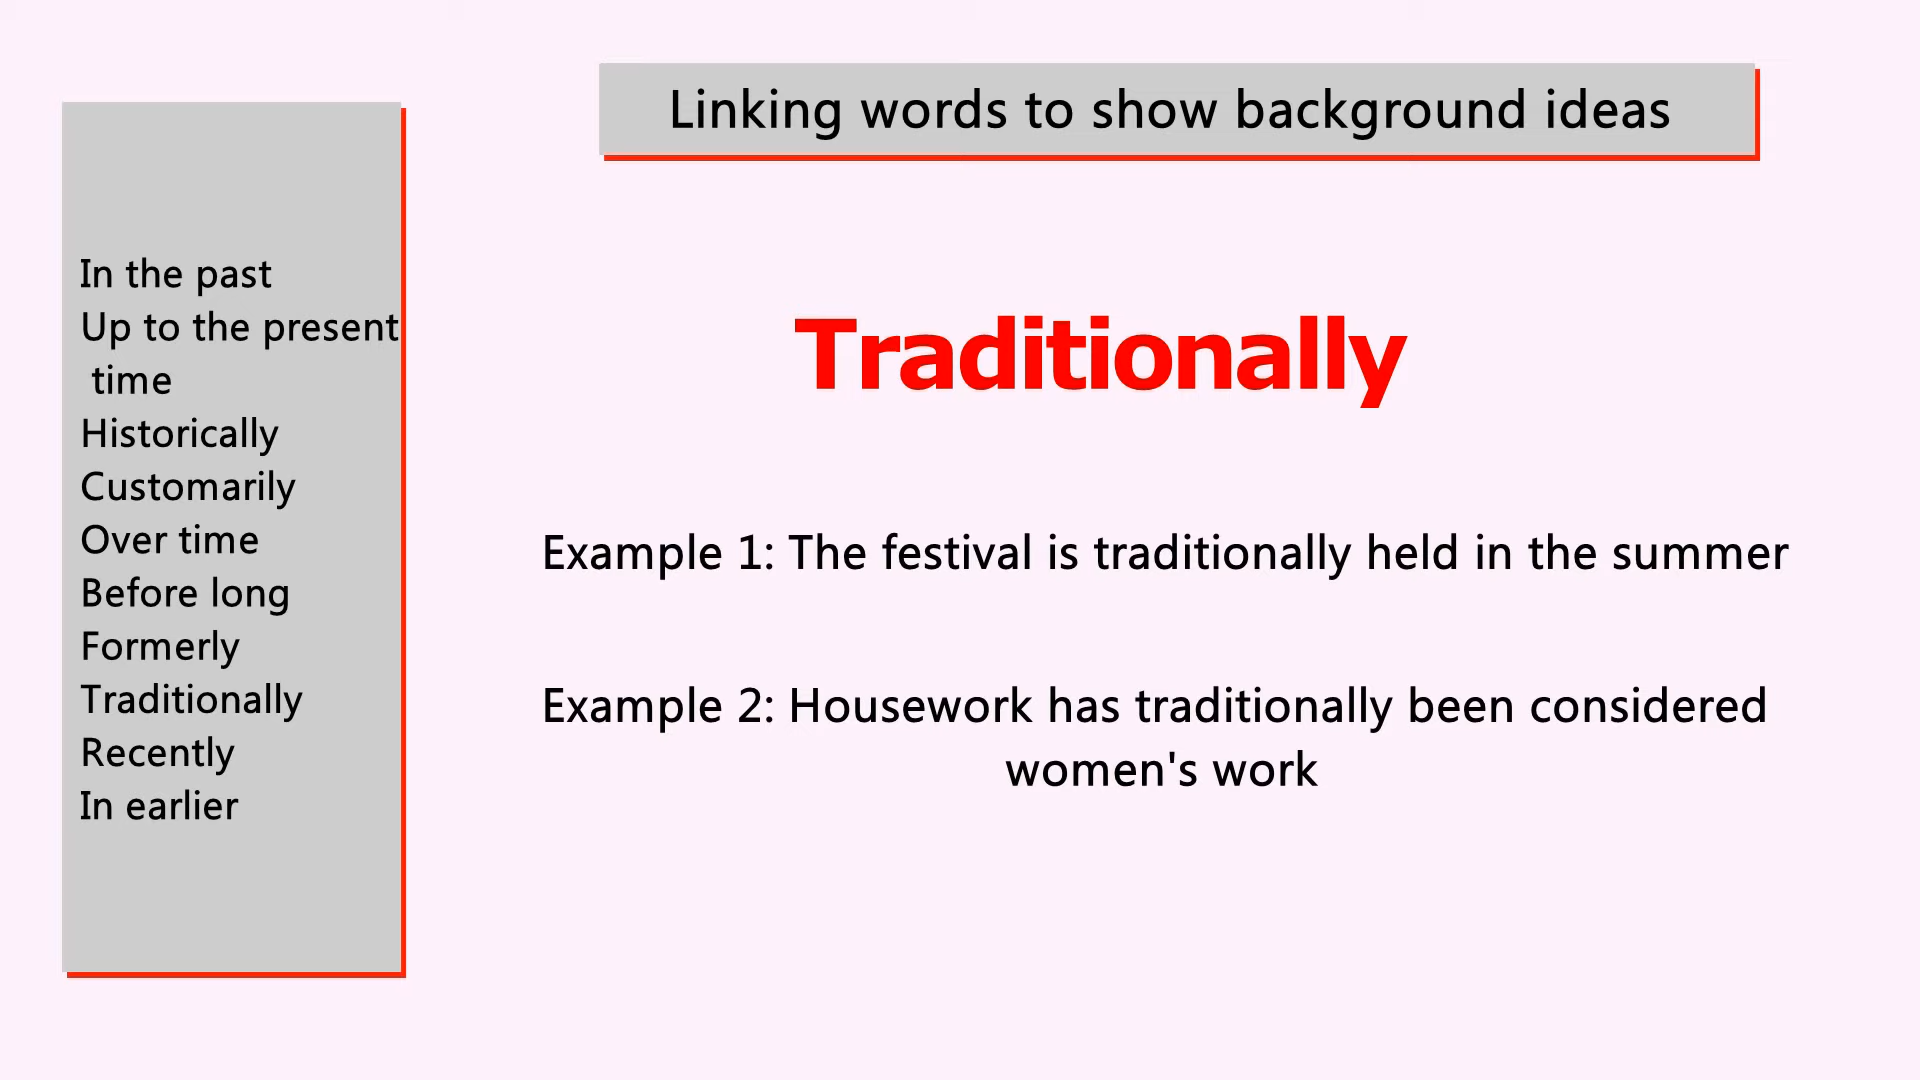 Linking words to show background ideas
In the past
Up to the present
time
Historically
Customarily
Over time
Before long
Formerly
Traditionally
Recently
In earlier
Traditionally
Example 1: The festival is traditionally held in the summer
Example 2: Housework has traditionally been considered
women's work